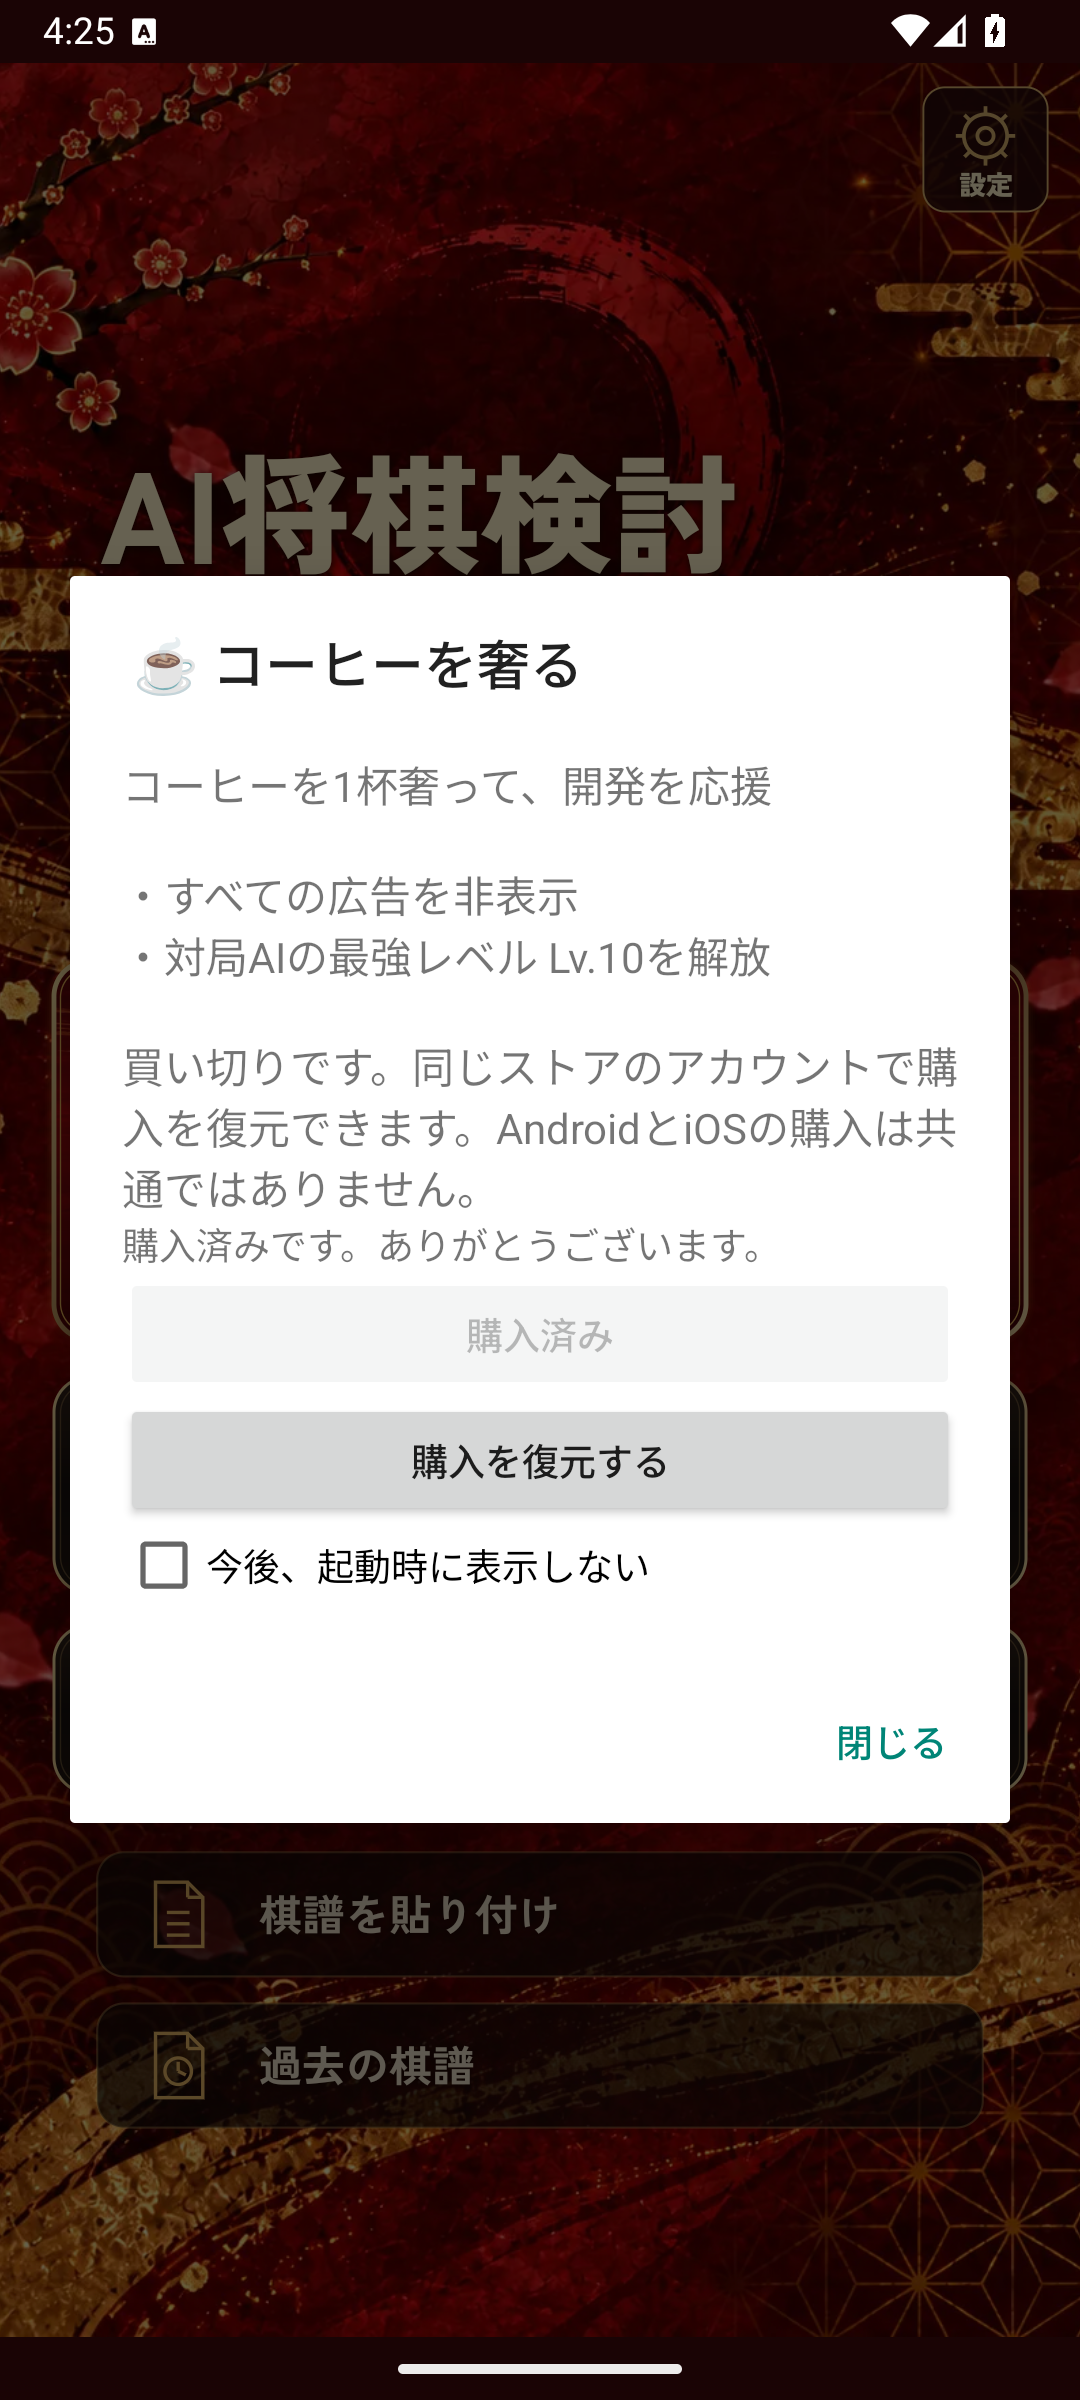 4:25
設定
AI将棋検討
☕ コーヒーを奢る
コーヒーを1杯奢って、開発を応援
・すべての広告を非表示
・対局AIの最強レベル Lv.10を解放
買い切りです。同じストアのアカウントで購
入を復元できます。AndroidとiOSの購入は共
通ではありません。
購入済みです。ありがとうございます。
購入済み
購入を復元する
今後、起動時に表示しない
閉じる
棋譜を貼り付け
過去の棋譜